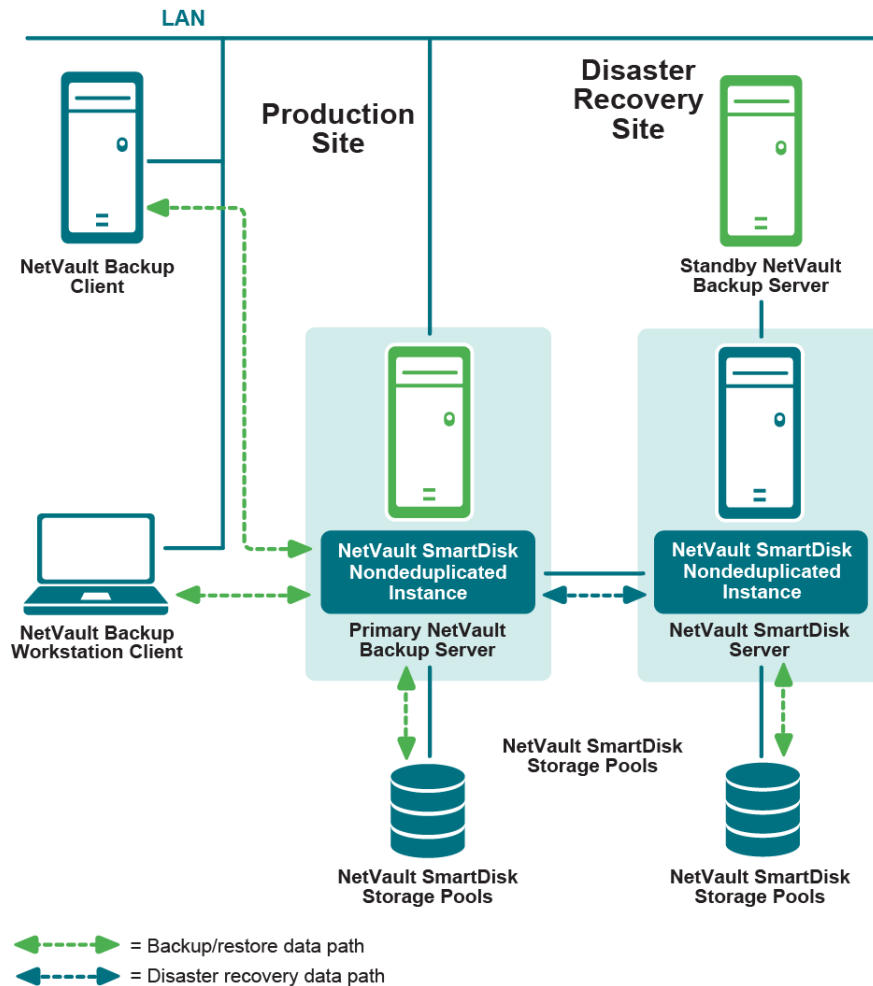 LAN
Production
Site
Disaster
Recovery
Site
NetVault Backup
Client
Standby NetVault
Backup Server
NetVault SmartDisk
Nondeduplicated
Instance
NetVault SmartDisk
Nondeduplicated
Instance
NetVault Backup
Workstation Client
Primary NetVault
Backup Server
NetVault SmartDisk
Server
NetVault SmartDisk
Storage Pools
NetVault SmartDisk
Storage Pools
NetVault SmartDisk
Storage Pools
= Backup/restore data path
= Disaster recovery data path